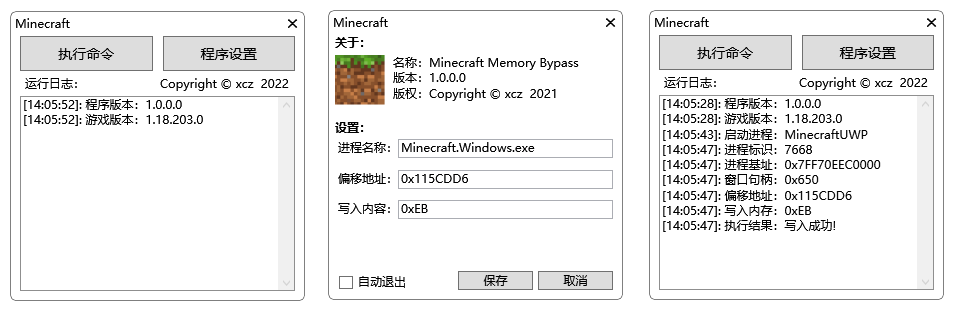 Minecraft
执行命令 程序设置
运行日志： Copyright © xcz 2022
[14:05:52]: 程序版本：1.0.0.0
[14:05:52]: 游戏版本：1.18.203.0
Minecraft
关于：
名称：Minecraft Memory Bypass
版本：1.0.0.0
版权：Copyright © xcz 2021
设置：
进程名称：Minecraft.Windows.exe
偏移地址：0x115CDD6
写入内容：0xEB
自动退出 保存 取消
Minecraft
执行命令 程序设置
运行日志： Copyright © xcz 2022
[14:05:28]: 程序版本：1.0.0.0
[14:05:28]: 游戏版本：1.18.203.0
[14:05:43]: 启动进程：MinecraftUWP
[14:05:47]: 进程标识：7668
[14:05:47]: 进程基址：0x7FF70EEC0000
[14:05:47]: 窗口句柄：0x650
[14:05:47]: 偏移地址：0x115CDD6
[14:05:47]: 写入内存：0xEB
[14:05:47]: 执行结果：写入成功!